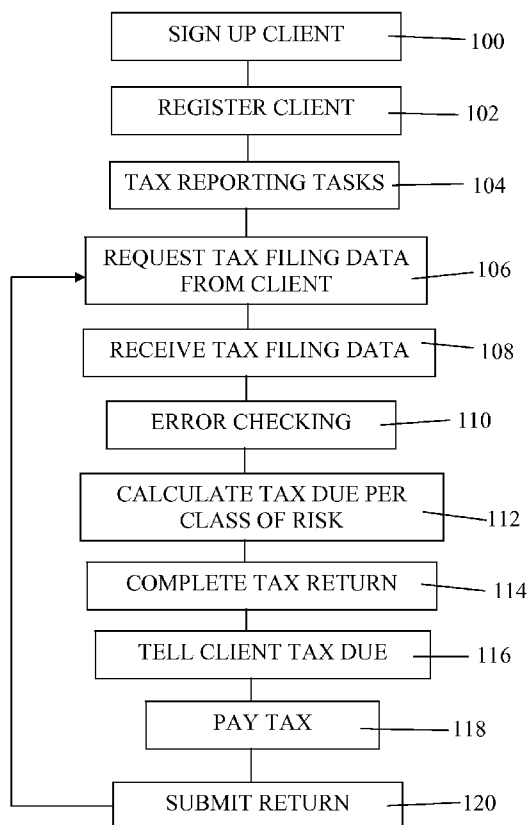 SIGN UP CLIENT
100
REGISTER CLIENT
102
TAX REPORTING TASKS
104
REQUEST TAX FILING DATA
FROM CLIENT
106
RECEIVE TAX FILING DATA
108
ERROR CHECKING
110
CALCULATE TAX DUE PER
CLASS OF RISK
112
COMPLETE TAX RETURN
114
TELL CLIENT TAX DUE
116
PAY TAX
118
SUBMIT RETURN
120